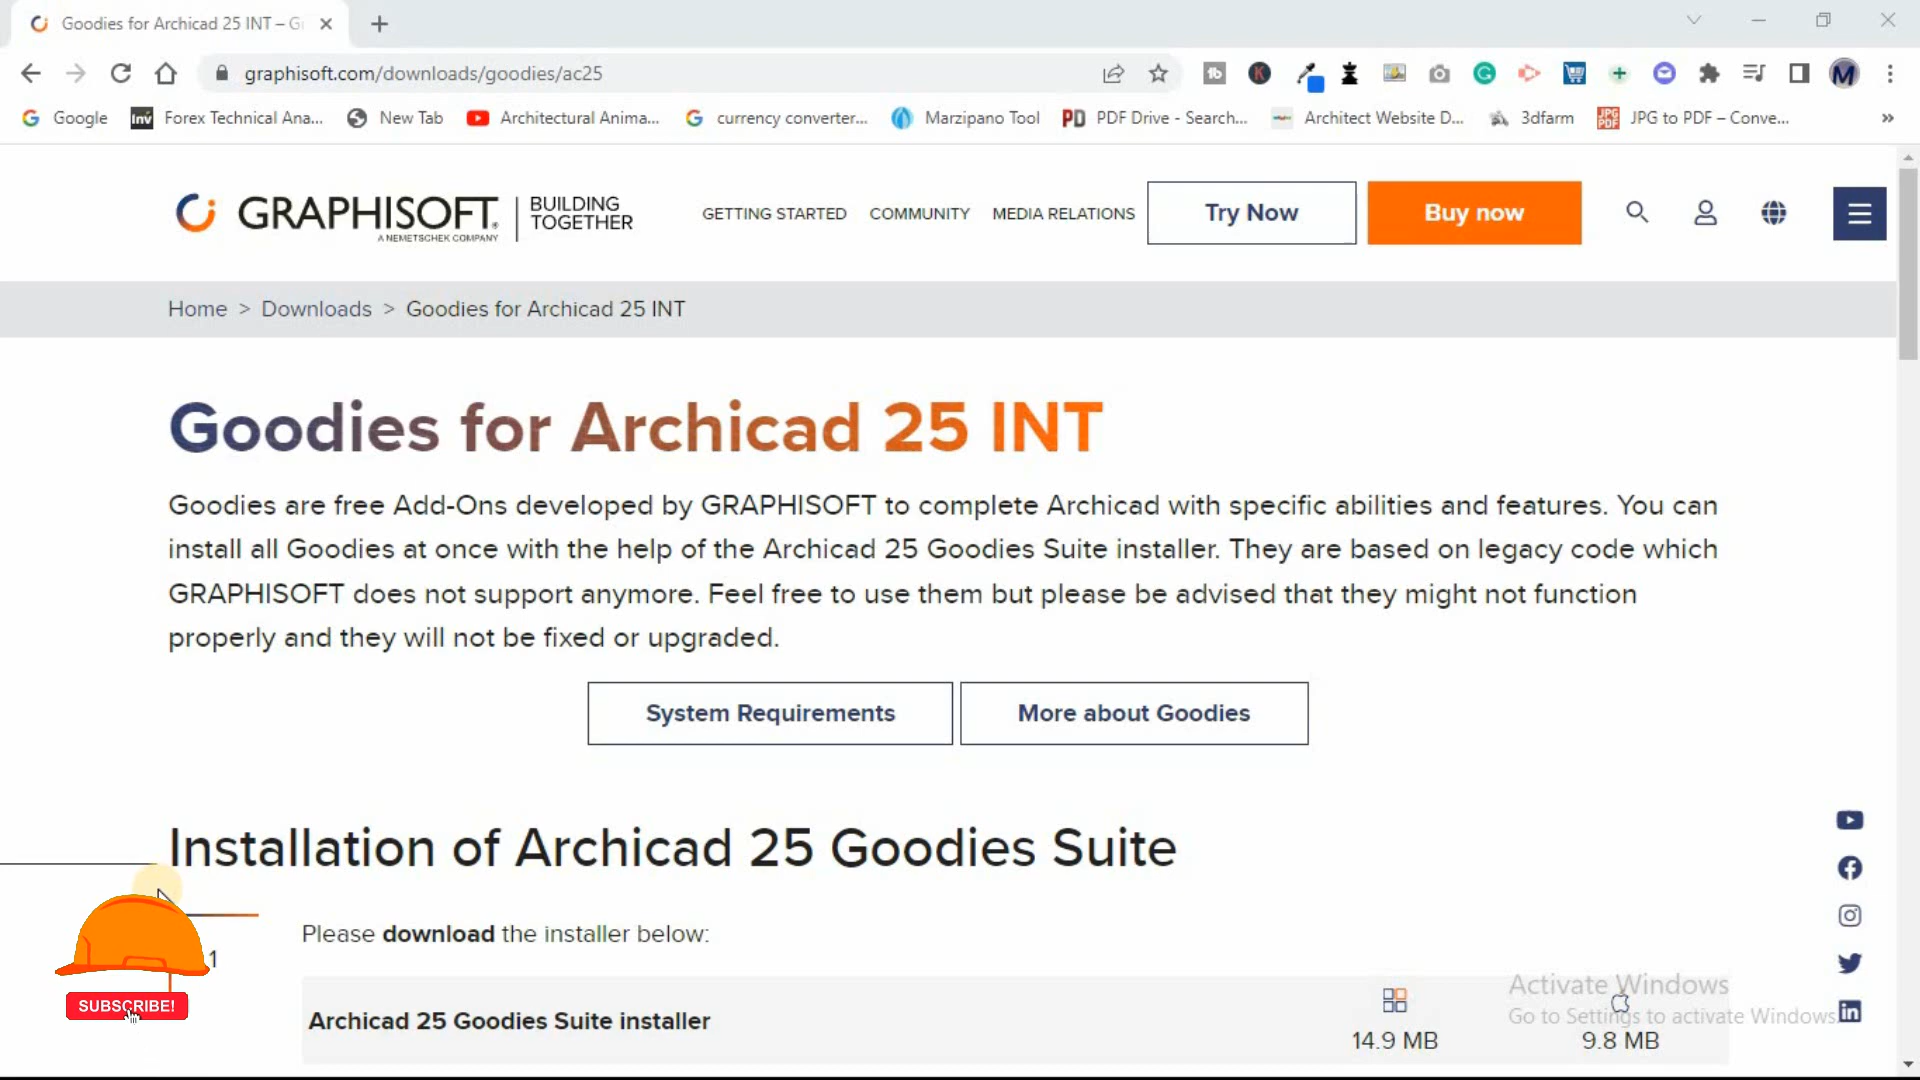 Goodies for Archicad 25 INT – G
graphisoft.com/downloads/goodies/ac25
Google
Forex Technical Ana...
New Tab
Architectural Anima...
currency converter...
Marzipano Tool
PDF Drive - Search...
Architect Website D...
3dfarm
JPG to PDF – Conve...
GRAPHISOFT.
A NEMETSCHEK COMPANY
BUILDING
TOGETHER
GETTING STARTED
COMMUNITY
MEDIA RELATIONS
Try Now
Buy now
Home > Downloads > Goodies for Archicad 25 INT
Goodies for Archicad 25 INT
Goodies are free Add-Ons developed by GRAPHISOFT to complete Archicad with specific abilities and features. You can
install all Goodies at once with the help of the Archicad 25 Goodies Suite installer. They are based on legacy code which
GRAPHISOFT does not support anymore. Feel free to use them but please be advised that they might not function
properly and they will not be fixed or upgraded.
System Requirements
More about Goodies
Installation of Archicad 25 Goodies Suite
1
Please download the installer below:
Archicad 25 Goodies Suite installer
14.9 MB
9.8 MB
SUBSCRIBE!
Activate Windows
Go to Settings to activate Windows.